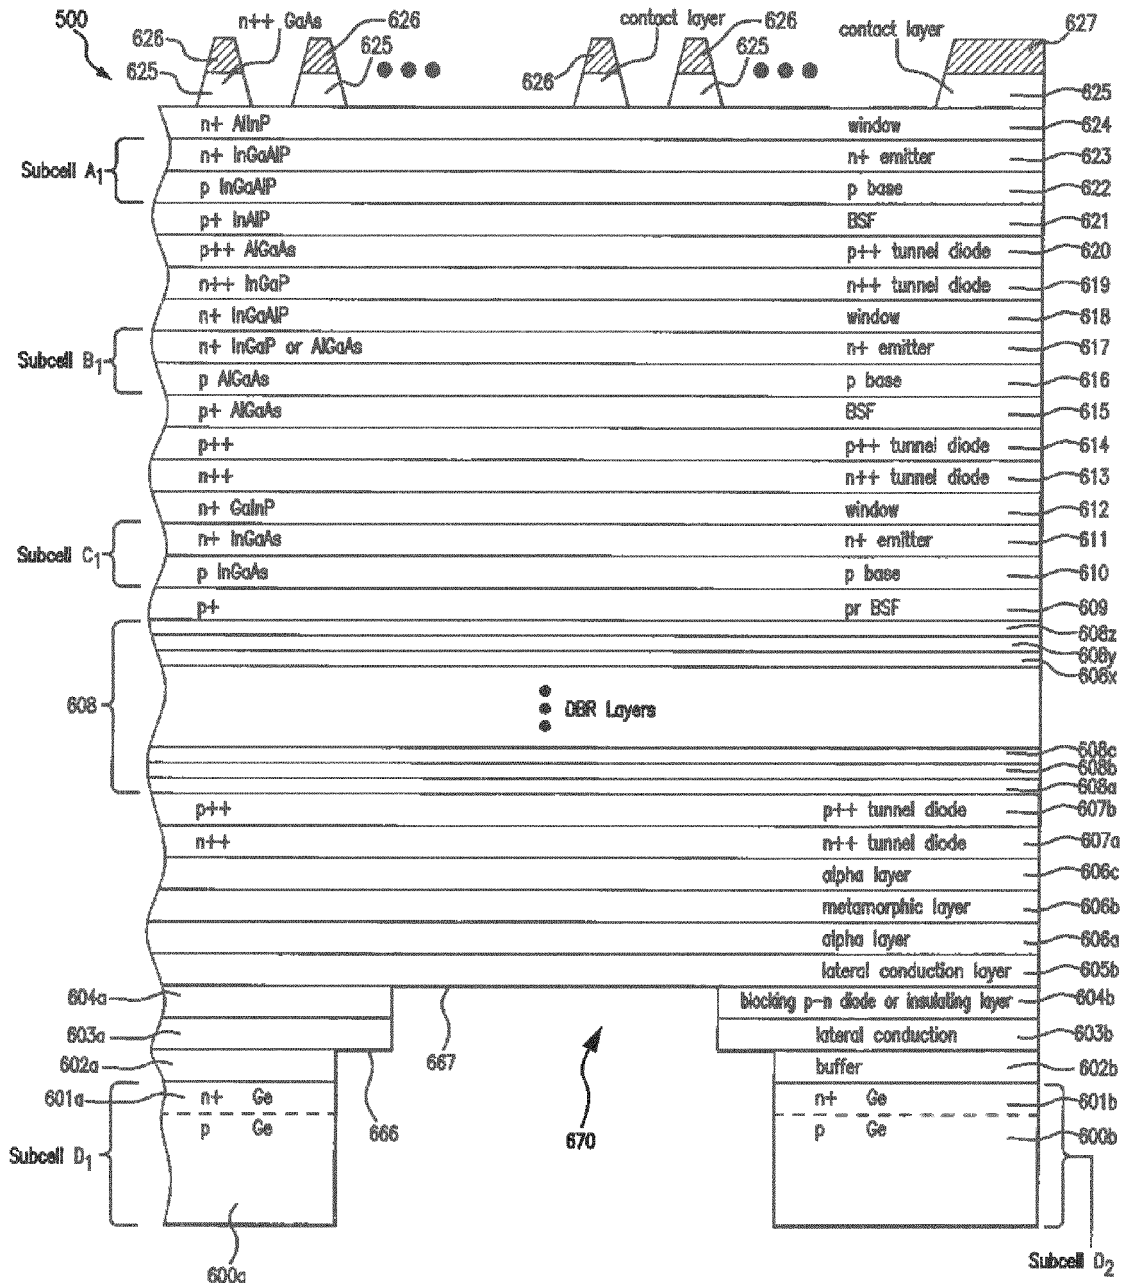 500
n++ GaAs
626
626
625
625
contact layer
626
626
625
contact layer
627
625
n+ AlInP window 624
Subcell A1
n+ InGaAlP n+ emitter 623
p InGaAlP p base 622
p+ InAlP BSF 621
p++ AlGaAs p++ tunnel diode 620
n++ InGaP n++ tunnel diode 619
n+ InGaAlP window 618
Subcell B1
n+ InGaP or AlGaAs n+ emitter 617
p AlGaAs p base 616
p+ AlGaAs BSF 615
p++ p++ tunnel diode 614
n++ n++ tunnel diode 613
n+ GaInP window 612
Subcell C1
n+ InGaAs n+ emitter 611
p InGaAs p base 610
p+ pr BSF 609
608z
608y
608x
608
DBR Layers
608c
608b
608a
p++ p++ tunnel diode 607b
n++ n++ tunnel diode 607a
alpha layer 606c
metamorphic layer 606b
alpha layer 606a
lateral conduction layer 605b
604a blocking p-n diode or insulating layer 604b
603a lateral conduction 603b
667
602a buffer 602b
601a n+ Ge n+ Ge 601b
p Ge p Ge 600b
666
670
Subcell D1
600a
Subcell D2